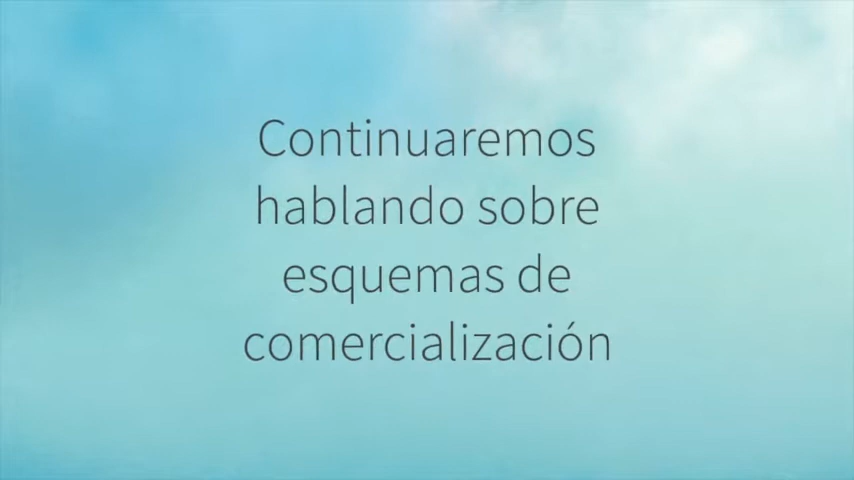 Continuaremos
hablando sobre
esquemas de
comercialización